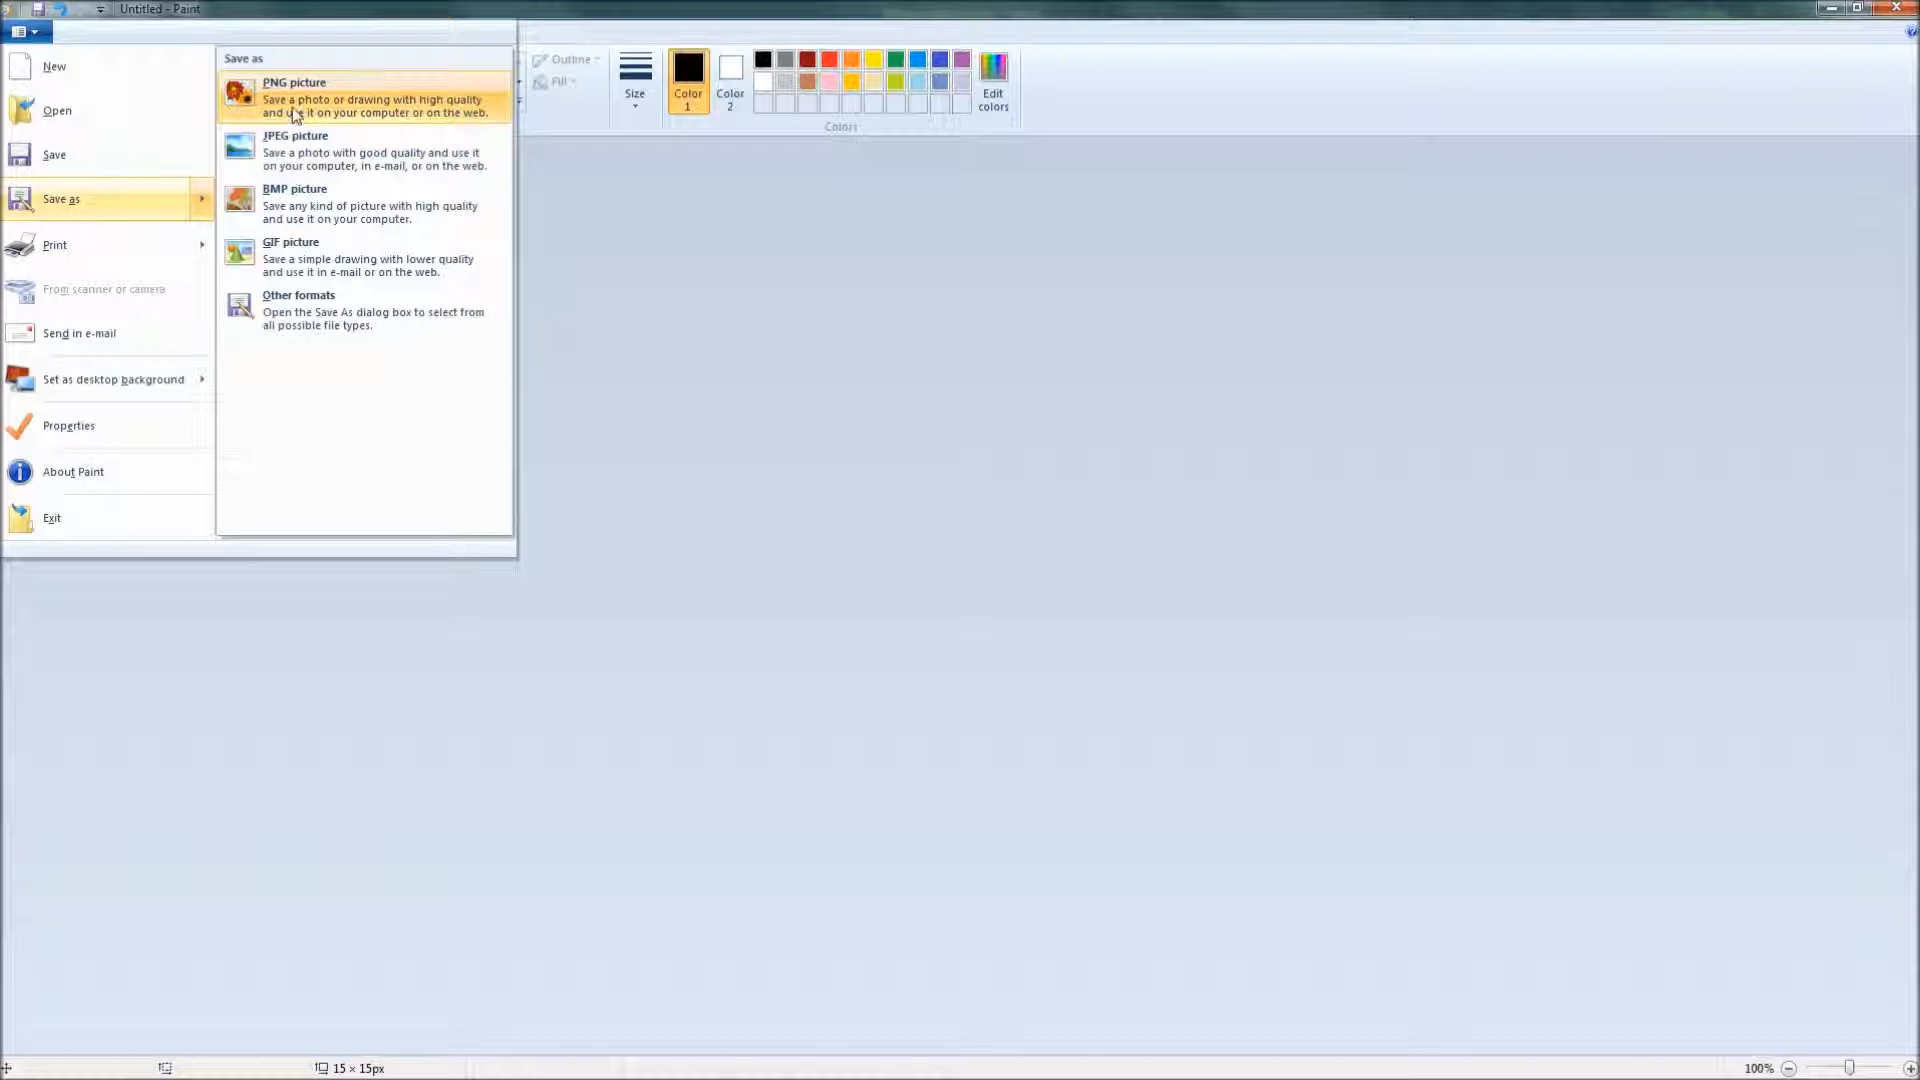 Untitled - Paint
New
Open
Save
Save as
Print
From scanner or camera
Send in e-mail
Set as desktop background
Properties
About Paint
Exit
Save as
PNG picture
Save a photo or drawing with high quality
and use it on your computer or on the web.
JPEG picture
Save a photo with good quality and use it
on your computer, in e-mail, or on the web.
BMP picture
Save any kind of picture with high quality
and use it on your computer.
GIF picture
Save a simple drawing with lower quality
and use it in e-mail or on the web.
Other formats
Open the Save As dialog box to select from
all possible file types.
Outline
Fill
Size
Color
1
Color
2
Edit
colors
Colors
15 × 15px
100%